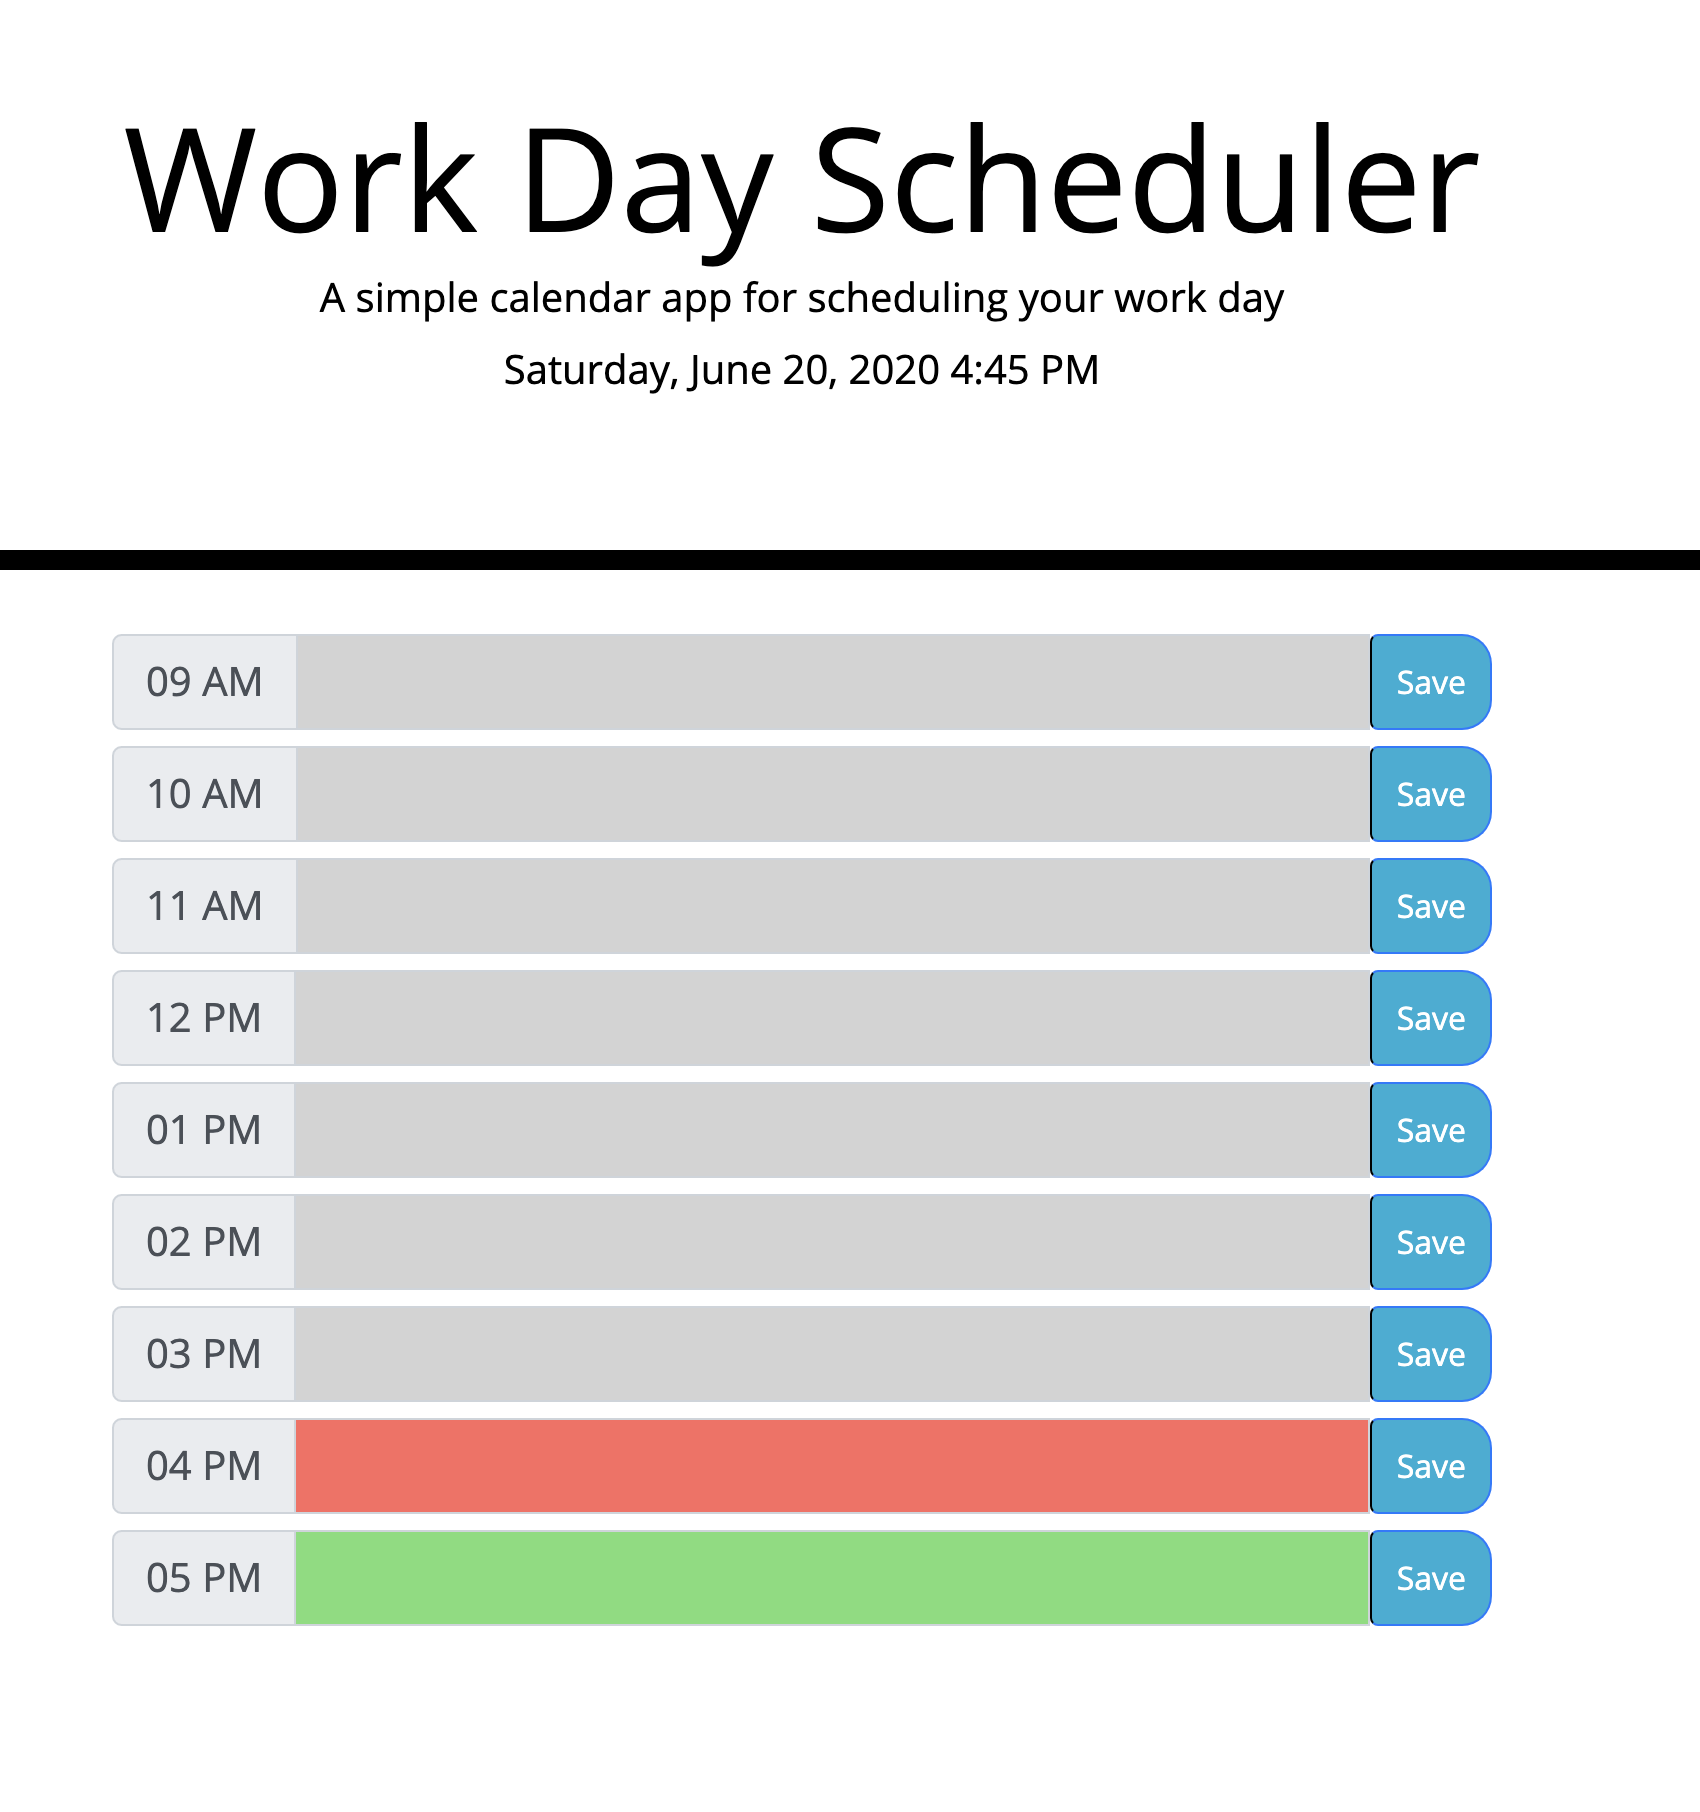 Work Day Scheduler
A simple calendar app for scheduling your work day
Saturday, June 20, 2020 4:45 PM
09 AM Save
10 AM Save
11 AM Save
12 PM Save
01 PM Save
02 PM Save
03 PM Save
04 PM Save
05 PM Save